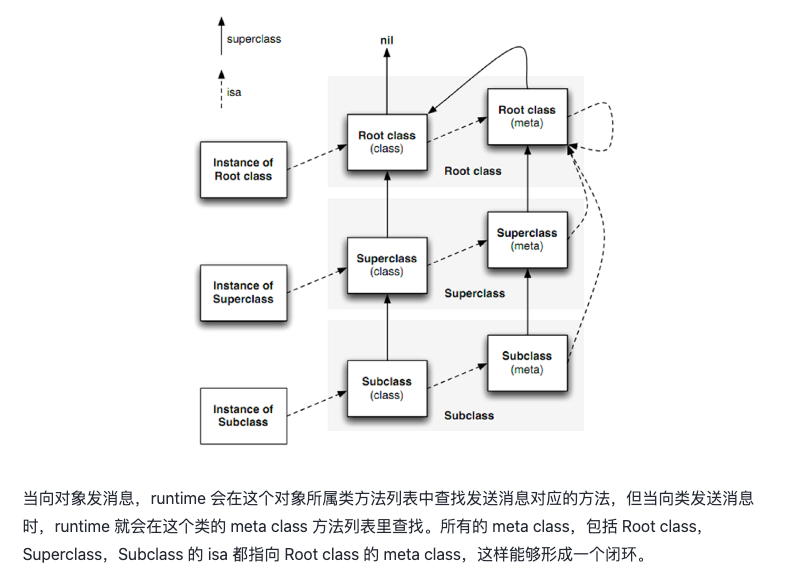 superclass
isa
nil
Root class
(meta)
Root class
(class)
Instance of
Root class
Root class
Superclass
(meta)
Superclass
(class)
Instance of
Superclass
Superclass
Subclass
(meta)
Subclass
(class)
Instance of
Subclass
Subclass
当向对象发消息，runtime 会在这个对象所属类方法列表中查找发送消息对应的方法，但当向类发送消息
时，runtime 就会在这个类的 meta class 方法列表里查找。所有的 meta class，包括 Root class，
Superclass，Subclass 的 isa 都指向 Root class 的 meta class，这样能够形成一个闭环。